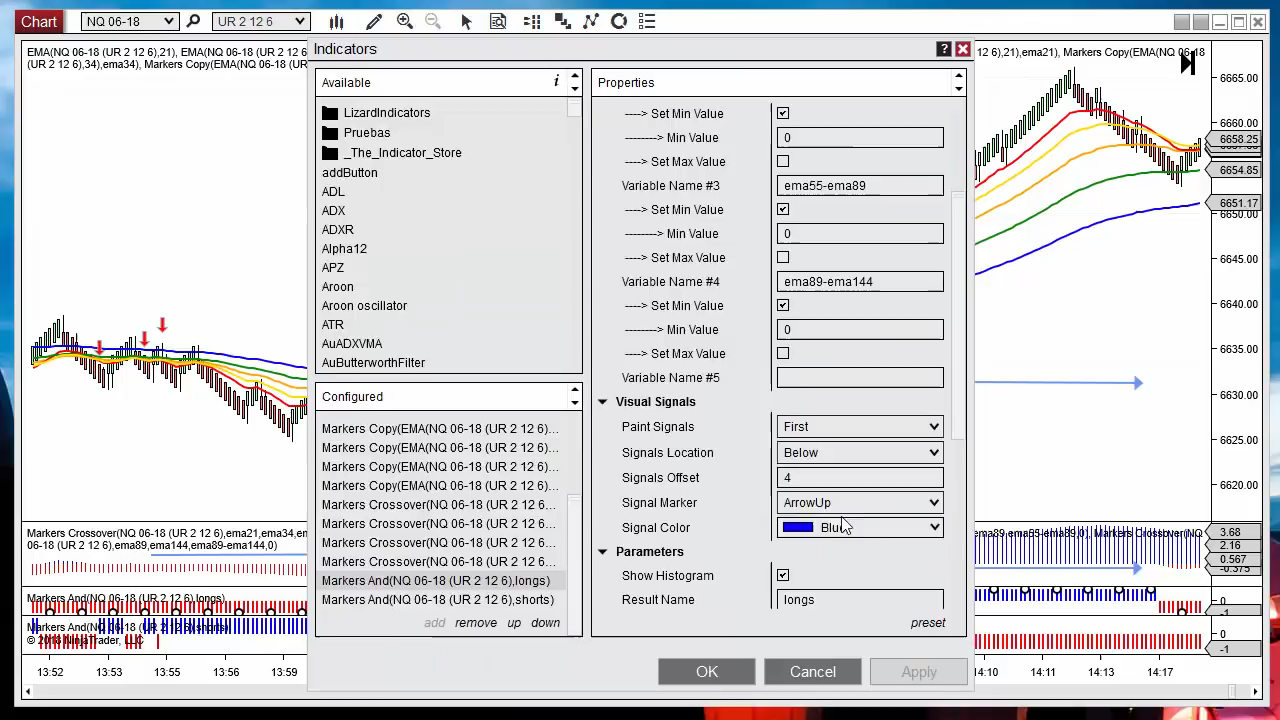 Chart
NQ 06-18
UR 2 12 6
EMA(NQ 06-18 (UR 2 12 6),21), EMA(NQ 06-18 (UR 2 12 6
(UR 2 12 6),34),ema34), Markers Copy(EMA(NQ 06-18 (UR
,21),ema21), Markers Copy(EMA(NQ 06-18
Indicators
?
Available
i
LizardIndicators
Pruebas
_The_Indicator_Store
addButton
ADL
ADX
ADXR
Alpha12
APZ
Aroon
Aroon oscillator
ATR
AuADXVMA
AuButterworthFilter
Configured
Markers Copy(EMA(NQ 06-18 (UR 2 12 6)...
Markers Copy(EMA(NQ 06-18 (UR 2 12 6)...
Markers Copy(EMA(NQ 06-18 (UR 2 12 6)...
Markers Copy(EMA(NQ 06-18 (UR 2 12 6)...
Markers Crossover(NQ 06-18 (UR 2 12 6...
Markers Crossover(NQ 06-18 (UR 2 12 6...
Markers Crossover(NQ 06-18 (UR 2 12 6...
Markers Crossover(NQ 06-18 (UR 2 12 6...
Markers And(NQ 06-18 (UR 2 12 6),longs)
Markers And(NQ 06-18 (UR 2 12 6),shorts)
add remove up down
Properties
----> Set Min Value
--------> Min Value 0
----> Set Max Value
Variable Name #3 ema55-ema89
----> Set Min Value
--------> Min Value 0
----> Set Max Value
Variable Name #4 ema89-ema144
----> Set Min Value
--------> Min Value 0
----> Set Max Value
Variable Name #5
Visual Signals
Paint Signals First
Signals Location Below
Signals Offset 4
Signal Marker ArrowUp
Signal Color Blue
Parameters
Show Histogram
Result Name longs
preset
OK Cancel Apply
6665.00
6660.00
6658.25
6654.85
6651.17
6650.00
6645.00
6640.00
6635.00
6630.00
6625.00
6620.00
Markers Crossover(NQ 06-18 (UR 2 12 6),ema21,ema34,em
06-18 (UR 2 12 6),ema89,ema144,ema89-ema144,0)
3.68
2.16
0.567
-0.375
Markers And(NQ 06-18 (UR 2 12 6),longs)
0
-1
Markers And(NQ 06-18 (UR 2 12 6),shorts)
© 2018 NinjaTrader, LLC
0
-1
13:52 13:53 13:55 13:56 13:59 14:10 14:11 14:13 14:17